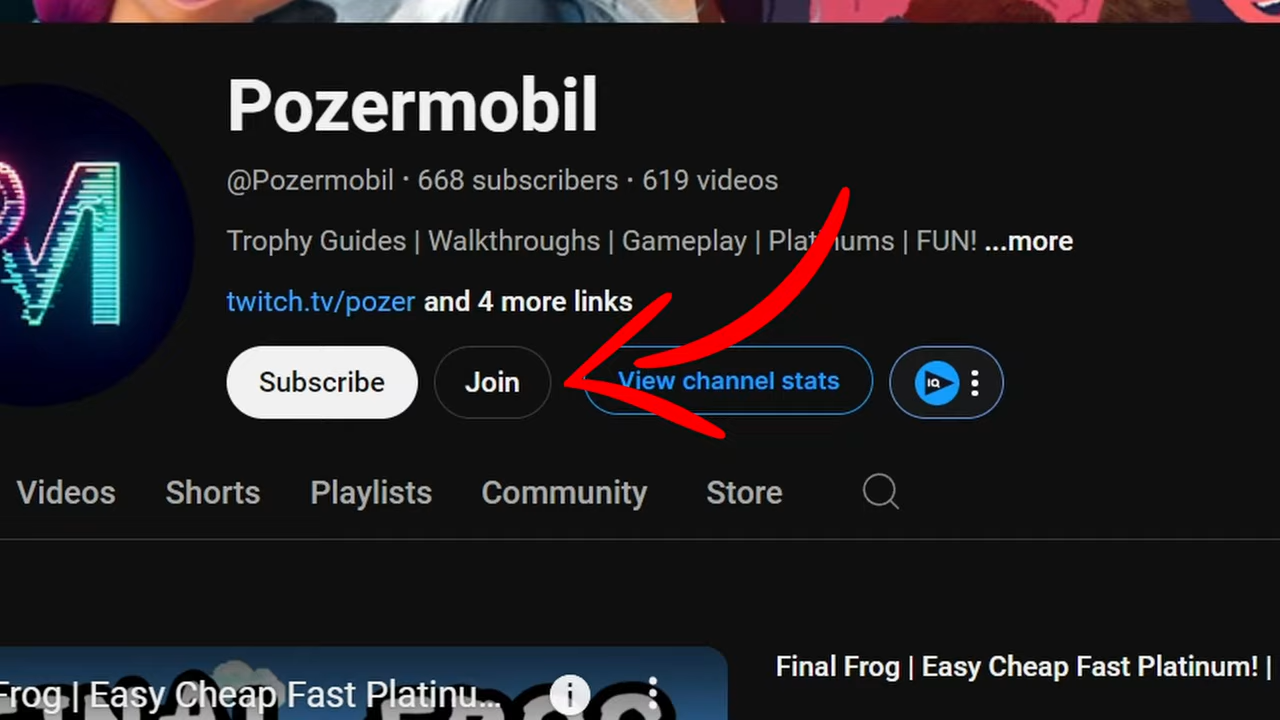 Pozermobil
@Pozermobil · 668 subscribers · 619 videos
Trophy Guides | Walkthroughs | Gameplay | Platinums | FUN! ...more
twitch.tv/pozer and 4 more links
Subscribe
Join
View channel stats
IQ
Videos
Shorts
Playlists
Community
Store
Frog | Easy Cheap Fast Platinu...
Final Frog | Easy Cheap Fast Platinum! |